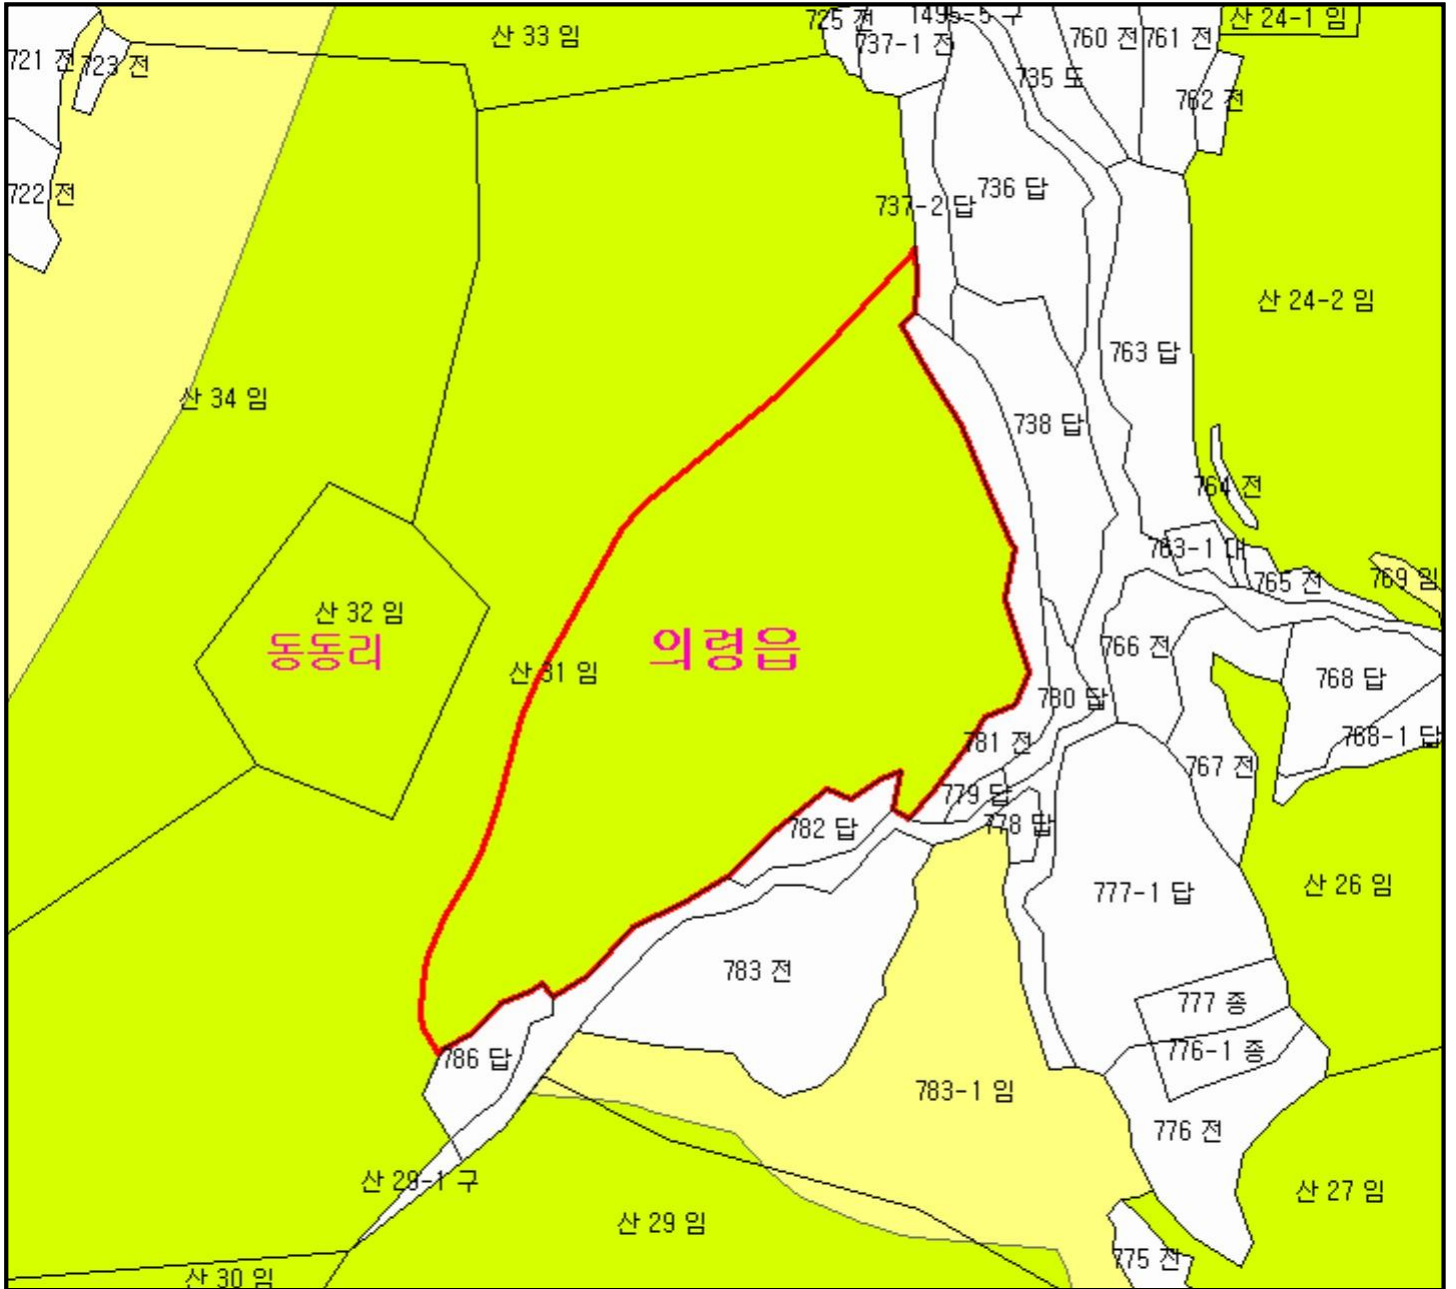 725 전
1495-5 구
산 24-1 임
산 33 임
737-1 전
760 전
761 전
721 전
723 전
735 도
762 전
722 전
737-2 답
736 답
산 24-2 임
763 답
산 34 임
738 답
764 전
763-1 대
765 전
769 임
산 32 임
동동리
의령읍
766 전
산 31 임
768 답
780 답
781 전
768-1 답
767 전
779 답
782 답
778 답
777-1 답
산 26 임
783 전
777 종
786 답
776-1 종
783-1 임
776 전
산 29-1 구
산 27 임
산 29 임
775 전
산 30 임